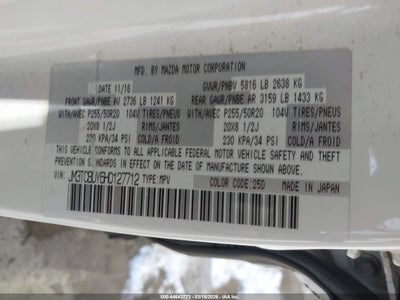 MFD. BY MAZDA MOTOR CORPORATION
DATE: 11/16 GVWR/PNBV 5816 LB 2638 KG
FRONT GAWR/PNBE AV 2736 LB 1241 KG REAR GAWR/PNBE AR 3159 LB 1433 KG
WITH/AVEC P255/50R20 104V TIRES/PNEUS WITH/AVEC P255/50R20 104V TIRES/PNEUS
20X8 1/2J RIMS/JANTES 20X8 1/2J RIMS/JANTES
230 KPA/34 PSI COLD/A FROID 230 KPA/34 PSI COLD/A FROID
THIS VEHICLE CONFORMS TO ALL APPLICABLE FEDERAL MOTOR VEHICLE SAFETY, BUMPER,
AND THEFT PREVENTION STANDARDS IN EFFECT ON THE DATE OF MANUFACTURE SHOWN ABOVE.
VIN: TYPE:MPV
COLOR CODE:25D MADE IN JAPAN